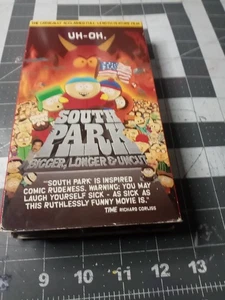 UH-OH.
SOUTH
PARK
BIGGER, LONGER & UNCUT
"'SOUTH PARK' IS INSPIRED
COMIC RUDENESS. WARNING: YOU MAY
LAUGH YOURSELF SICK - AS SICK AS
THIS RUTHLESSLY FUNNY MOVIE IS."
TIME RICHARD CORLISS
9 10 11 12 13